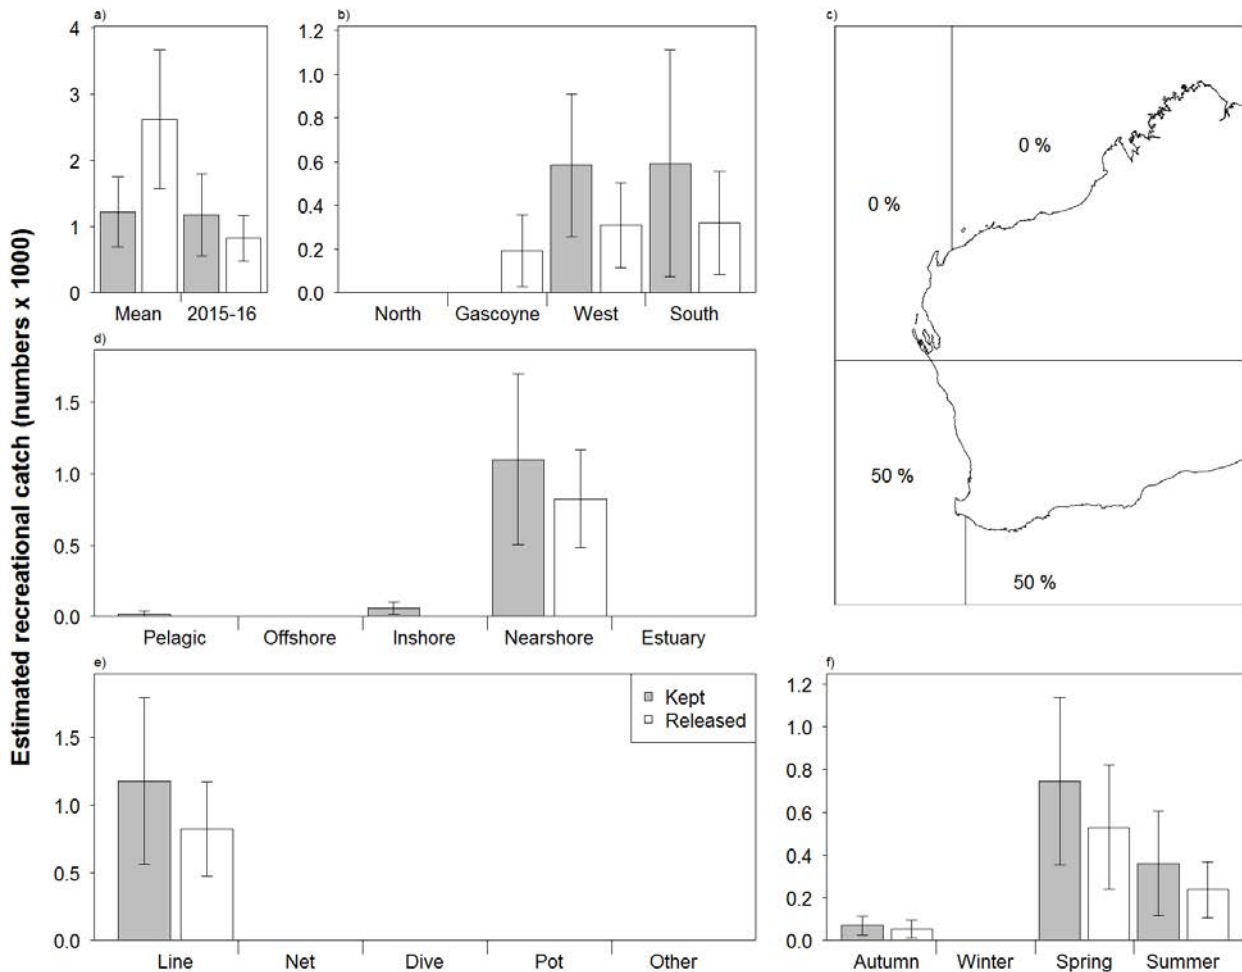 Estimated recreational catch (numbers x 1000)
a)
4
3
2
1
0
Mean 2015-16
b)
1.2
1.0
0.8
0.6
0.4
0.2
0.0
North Gascoyne West South
c)
0 %
0 %
50 %
50 %
d)
1.5
1.0
0.5
0.0
Pelagic Offshore Inshore Nearshore Estuary
e)
1.5
1.0
0.5
0.0
Kept
Released
Line Net Dive Pot Other
f)
1.2
1.0
0.8
0.6
0.4
0.2
0.0
Autumn Winter Spring Summer